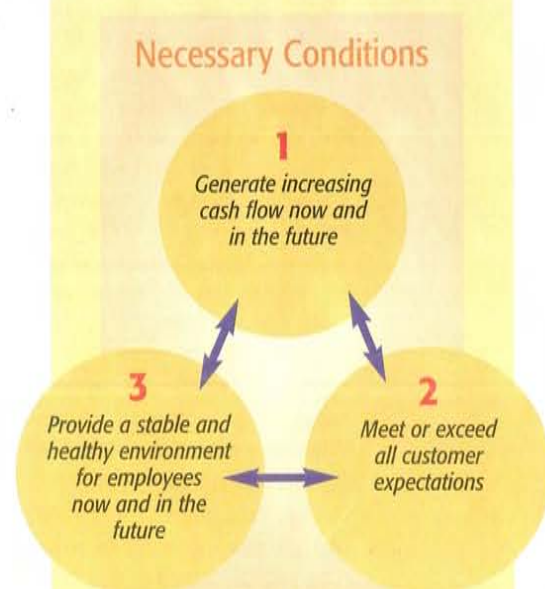 Necessary Conditions
1
Generate increasing
cash flow now and
in the future
3
Provide a stable and
healthy environment
for employees
now and in the
future
2
Meet or exceed
all customer
expectations